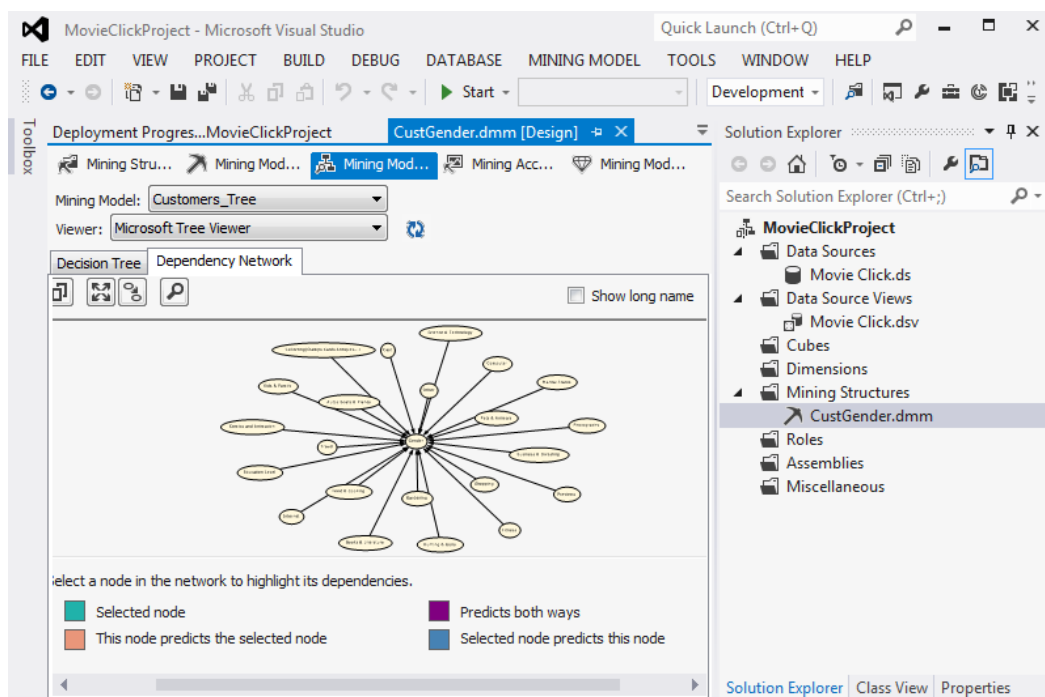 MovieClickProject - Microsoft Visual Studio
Quick Launch (Ctrl+Q)
FILE EDIT VIEW PROJECT BUILD DEBUG DATABASE MINING MODEL TOOLS WINDOW HELP
Start
Development
Toolbox
Deployment Progres...MovieClickProject
CustGender.dmm [Design]
Mining Stru...
Mining Mod...
Mining Mod...
Mining Acc...
Mining Mod...
Mining Model: Customers_Tree
Viewer: Microsoft Tree Viewer
Decision Tree
Dependency Network
Show long name
Gender
elect a node in the network to highlight its dependencies.
Selected node
Predicts both ways
This node predicts the selected node
Selected node predicts this node
Solution Explorer
Search Solution Explorer (Ctrl+;)
MovieClickProject
Data Sources
Movie Click.ds
Data Source Views
Movie Click.dsv
Cubes
Dimensions
Mining Structures
CustGender.dmm
Roles
Assemblies
Miscellaneous
Solution Explorer
Class View
Properties